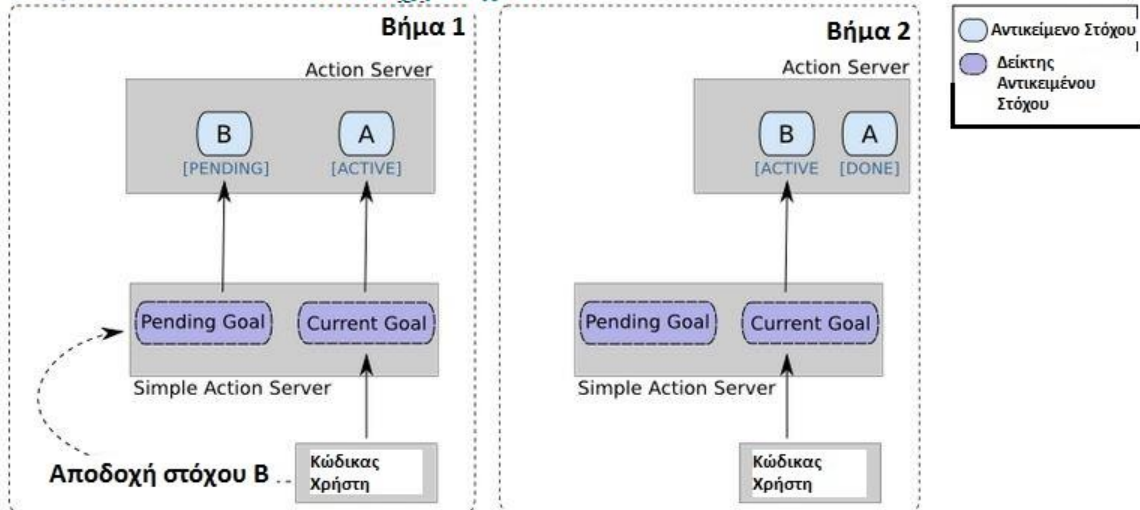 Βήμα 1
Action Server
B
A
[PENDING]
[ACTIVE]
Pending Goal
Current Goal
Simple Action Server
Αποδοχή στόχου Β
Κώδικας
Χρήστη
Βήμα 2
Action Server
B
A
[ACTIVE
[DONE]
Pending Goal
Current Goal
Simple Action Server
Κώδικας
Χρήστη
Αντικείμενο Στόχου
Δείκτης
Αντικειμένου
Στόχου